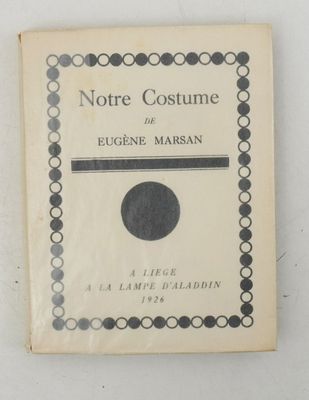 Notre Costume
DE
EUGÈNE MARSAN
A LIEGE
A LA LAMPE D'ALADDIN
1926